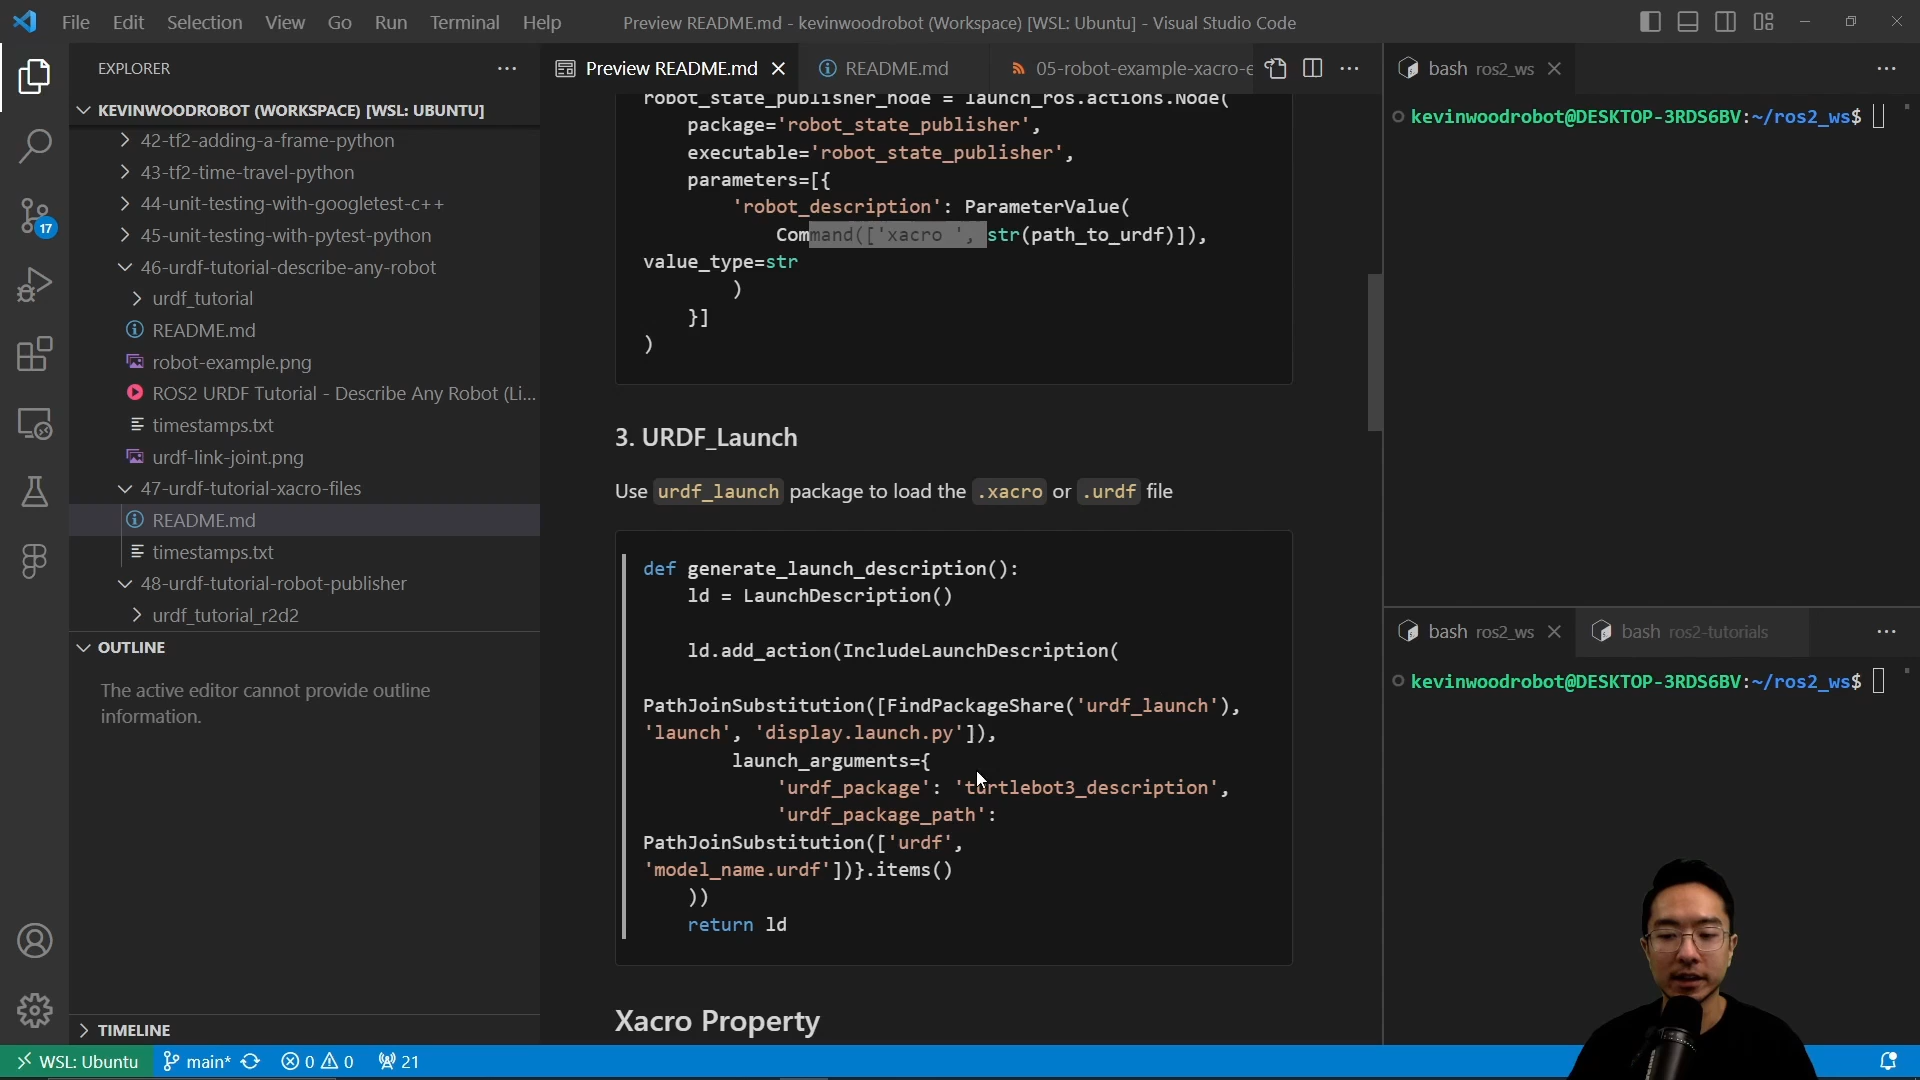 File Edit Selection View Go Run Terminal Help
Preview README.md - kevinwoodrobot (Workspace) [WSL: Ubuntu] - Visual Studio Code
EXPLORER
KEVINWOODROBOT (WORKSPACE) [WSL: UBUNTU]
42-tf2-adding-a-frame-python
43-tf2-time-travel-python
44-unit-testing-with-googletest-c++
45-unit-testing-with-pytest-python
46-urdf-tutorial-describe-any-robot
urdf_tutorial
README.md
robot-example.png
ROS2 URDF Tutorial - Describe Any Robot (Li...
timestamps.txt
urdf-link-joint.png
47-urdf-tutorial-xacro-files
README.md
timestamps.txt
48-urdf-tutorial-robot-publisher
urdf_tutorial_r2d2
OUTLINE
The active editor cannot provide outline
information.
TIMELINE
17
Preview README.md
README.md
05-robot-example-xacro-e
robot_state_publisher_node = launch_ros.actions.Node(
package='robot_state_publisher',
executable='robot_state_publisher',
parameters=[{
'robot_description': ParameterValue(
Command(['xacro ', str(path_to_urdf)]),
value_type=str
)
}]
)
3. URDF_Launch
Use urdf_launch package to load the .xacro or .urdf file
def generate_launch_description():
ld = LaunchDescription()
ld.add_action(IncludeLaunchDescription(
PathJoinSubstitution([FindPackageShare('urdf_launch'),
'launch', 'display.launch.py']),
launch_arguments={
'urdf_package': 'turtlebot3_description',
'urdf_package_path':
PathJoinSubstitution(['urdf',
'model_name.urdf'])}.items()
))
return ld
Xacro Property
bash ros2_ws
kevinwoodrobot@DESKTOP-3RDS6BV:~/ros2_ws$
bash ros2_ws
bash ros2-tutorials
kevinwoodrobot@DESKTOP-3RDS6BV:~/ros2_ws$
WSL: Ubuntu main* 0 0 21